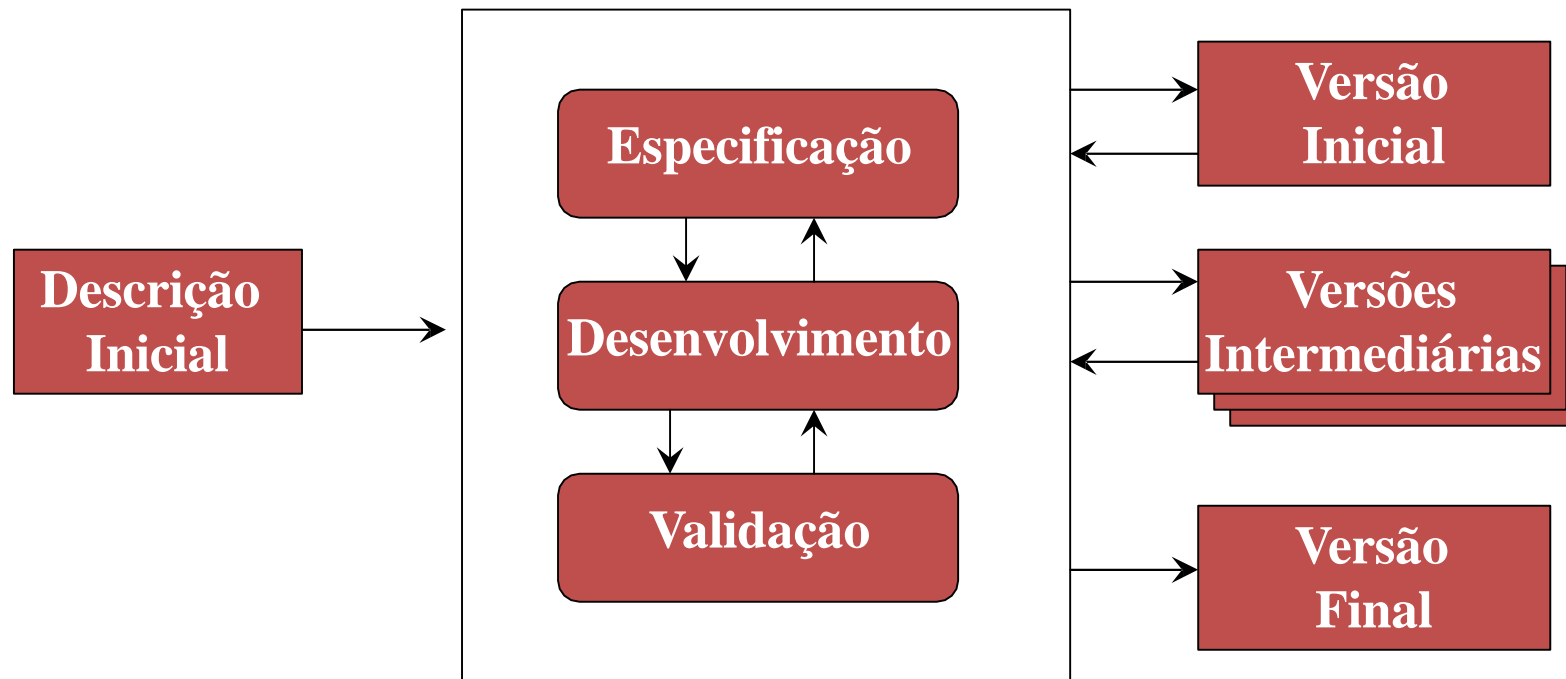 Descrição
Inicial
Especificação
Desenvolvimento
Validação
Versão
Inicial
Versões
Intermediárias
Versão
Final